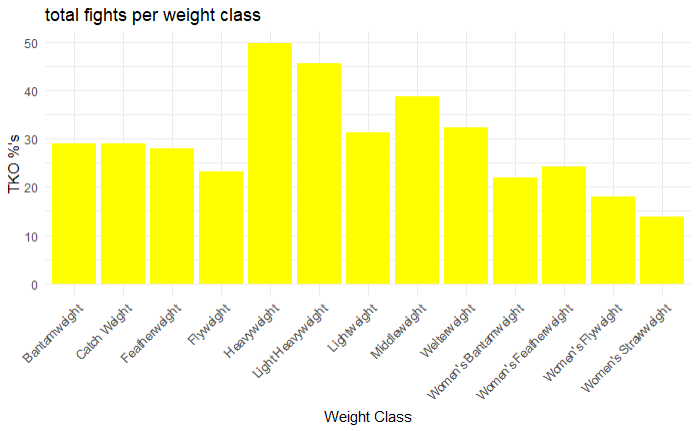 total fights per weight class
TKO %'s
50
40
30
20
10
0
Bantamweight
Catch Weight
Featherweight
Flyweight
Heavyweight
Light Heavyweight
Lightweight
Middleweight
Welterweight
Women's Bantamweight
Women's Featherweight
Women's Flyweight
Women's Strawweight
Weight Class